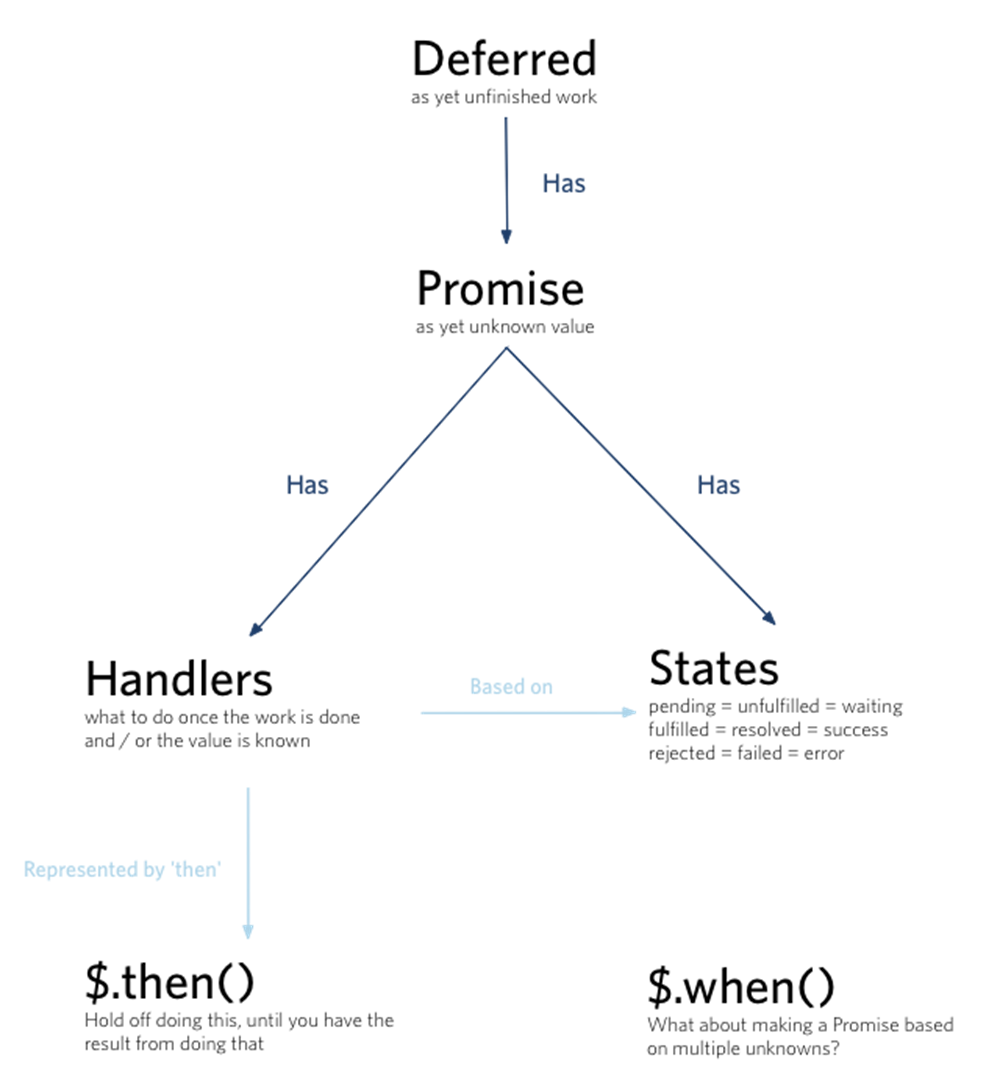 Deferred
as yet unfinished work
Has
Promise
as yet unknown value
Has
Has
Handlers
what to do once the work is done
and / or the value is known
Based on
States
pending = unfulfilled = waiting
fulfilled = resolved = success
rejected = failed = error
Represented by 'then'
$.then()
Hold off doing this, until you have the
result from doing that
$.when()
What about making a Promise based
on multiple unknowns?